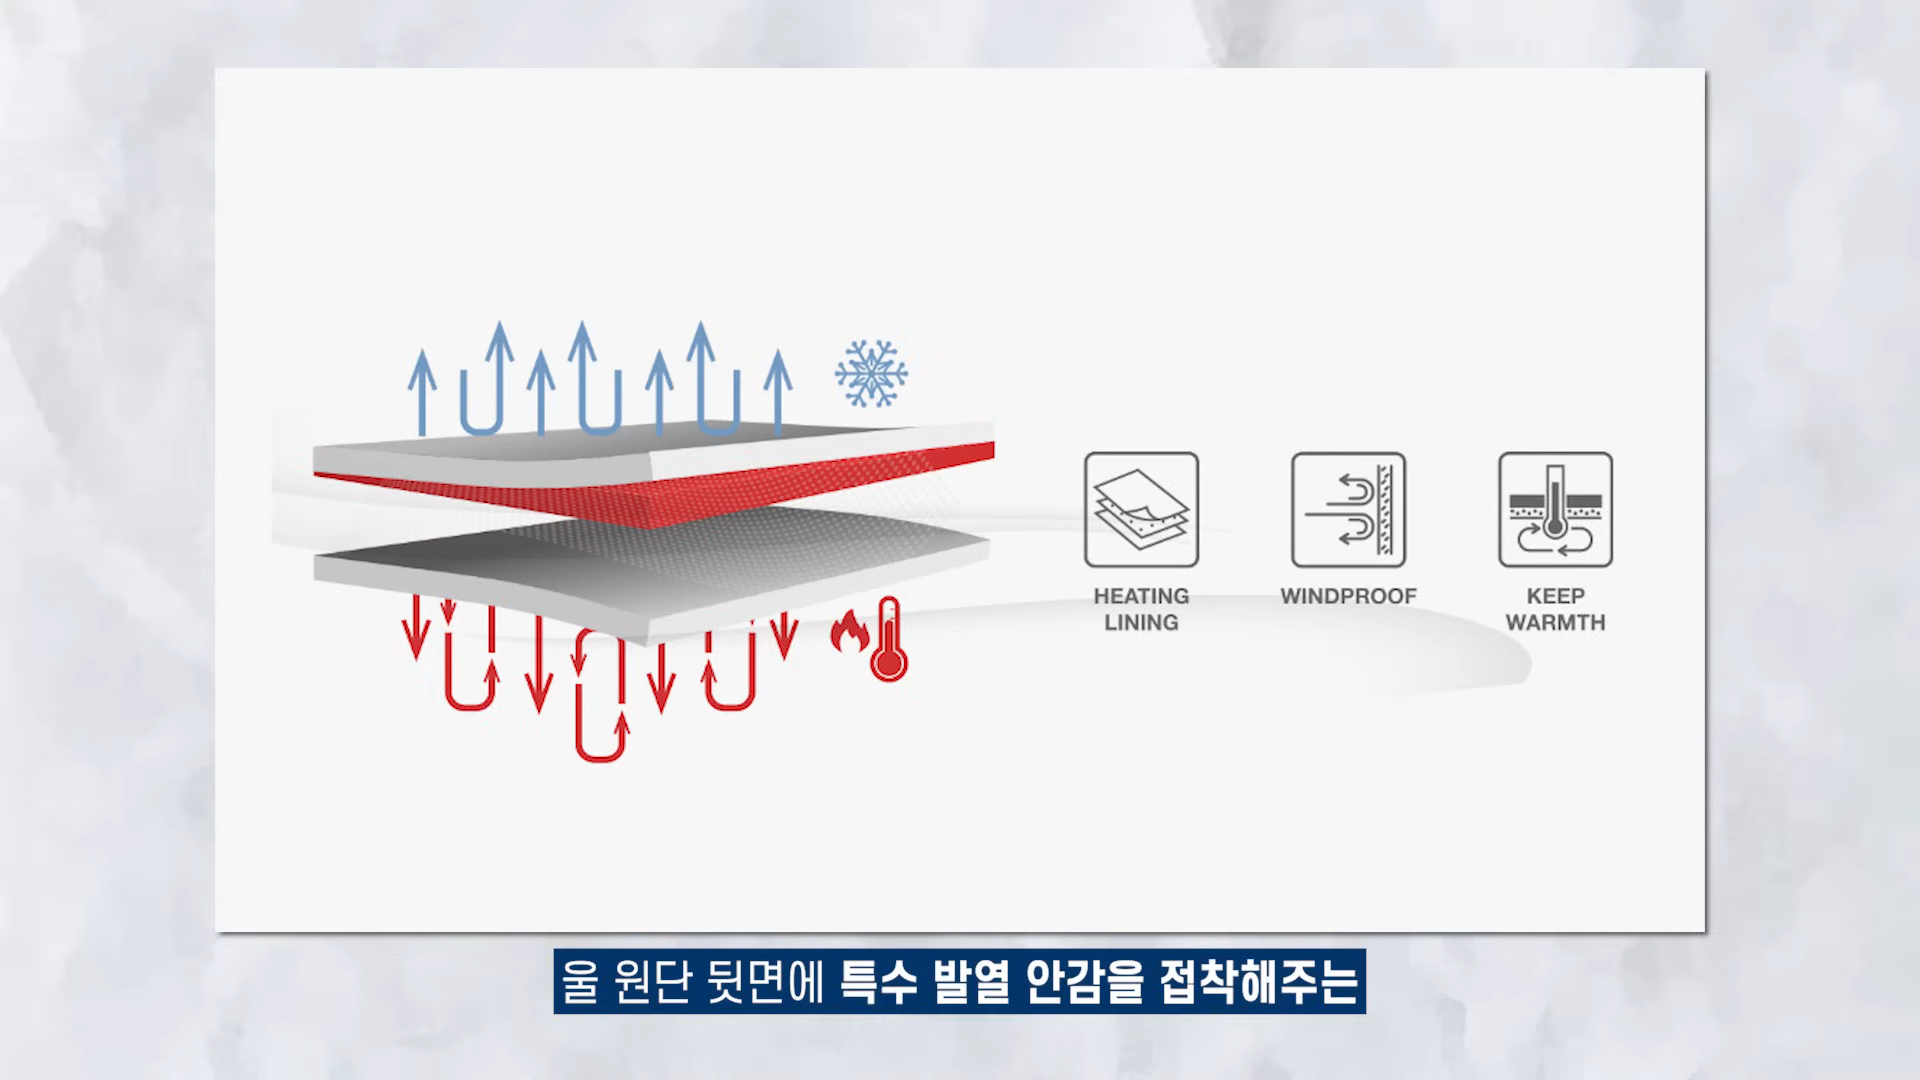 HEATING
LINING
WINDPROOF
KEEP
WARMTH
울 원단 뒷면에 특수 발열 안감을 접착해주는